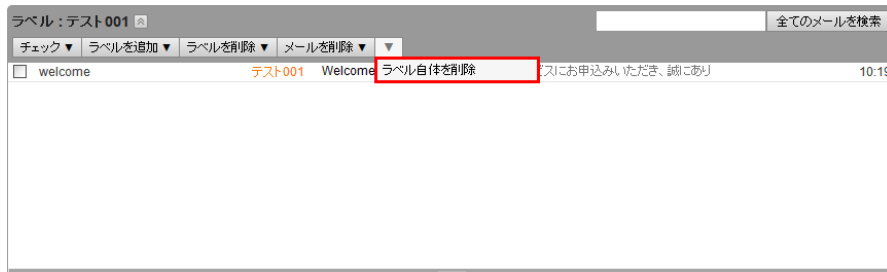 ラベル : テスト001
全てのメールを検索
チェック ▼ ラベルを追加 ▼ ラベルを削除 ▼ メールを削除 ▼ ▼
welcome テスト001 Welcome ラベル自体を削除 ビスにお申込みいただき、誠にあり 10:19